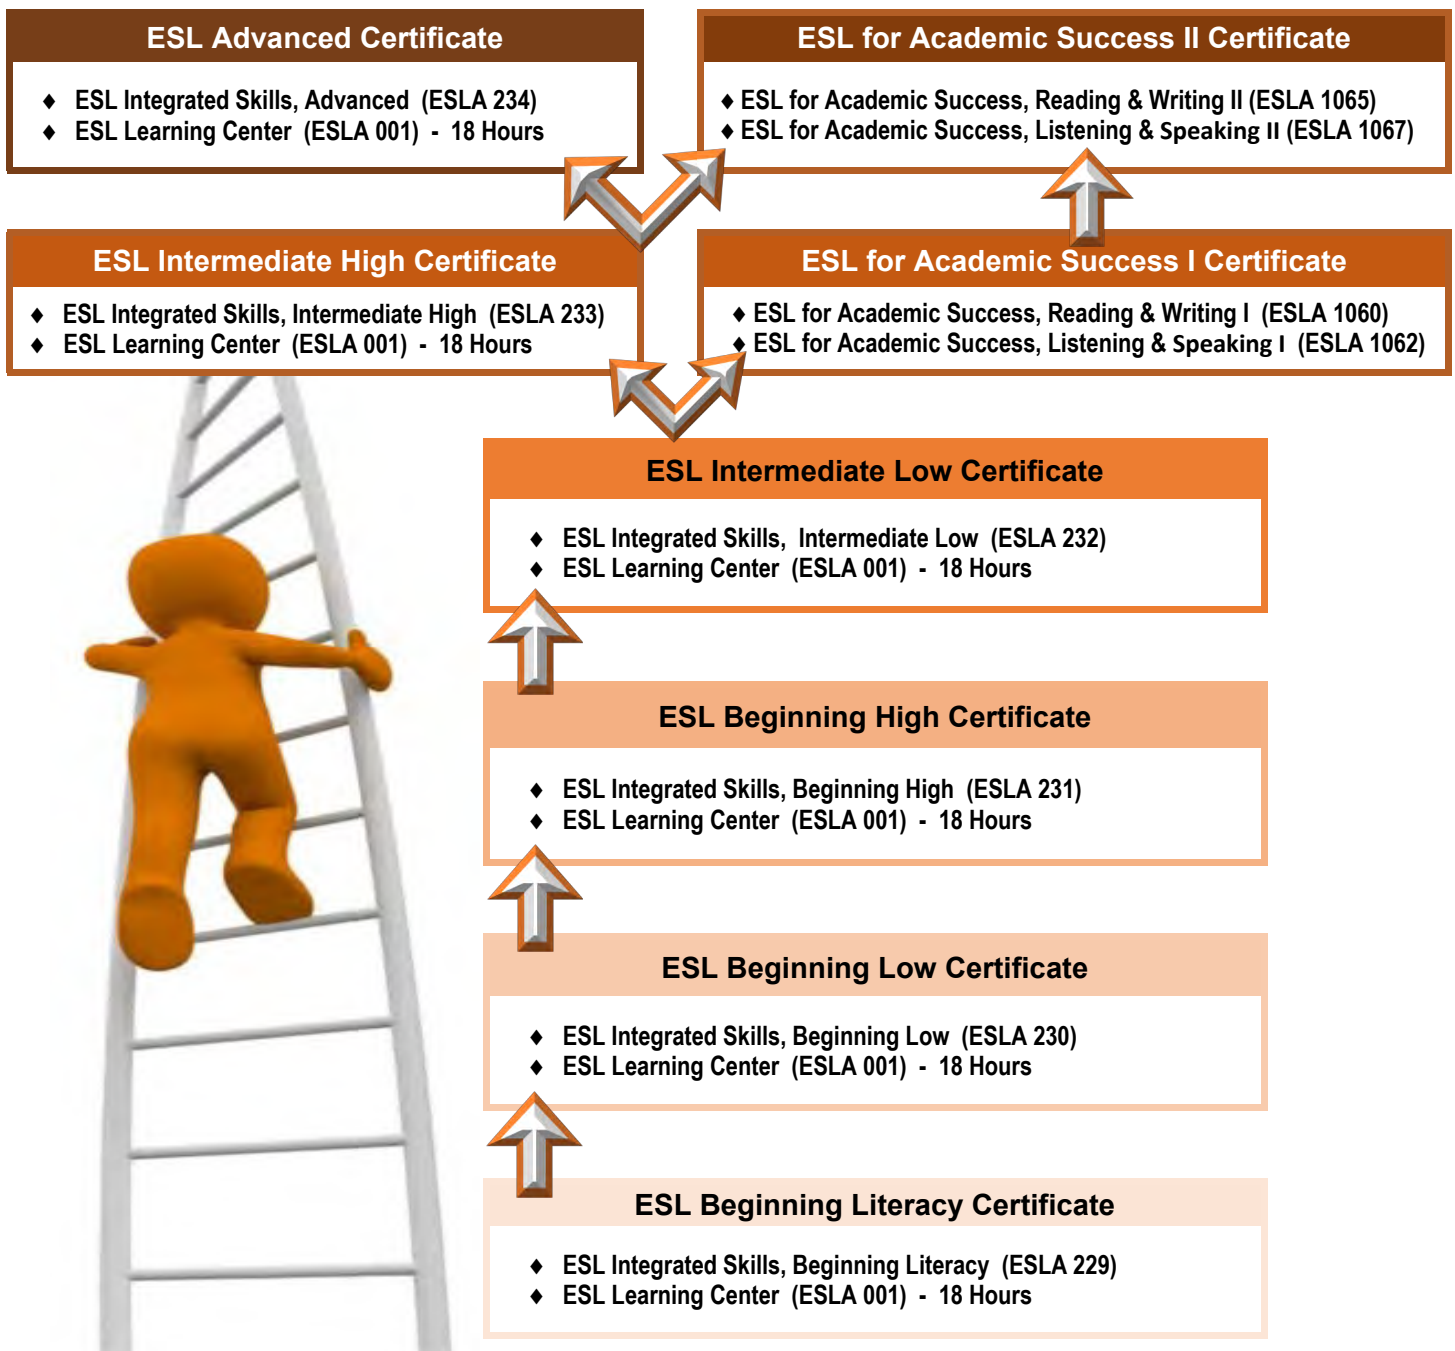 ESL Advanced Certificate
♦ ESL Integrated Skills, Advanced (ESLA 234)
♦ ESL Learning Center (ESLA 001) - 18 Hours
ESL for Academic Success II Certificate
♦ ESL for Academic Success, Reading & Writing II (ESLA 1065)
♦ ESL for Academic Success, Listening & Speaking II (ESLA 1067)
ESL Intermediate High Certificate
♦ ESL Integrated Skills, Intermediate High (ESLA 233)
♦ ESL Learning Center (ESLA 001) - 18 Hours
ESL for Academic Success I Certificate
♦ ESL for Academic Success, Reading & Writing I (ESLA 1060)
♦ ESL for Academic Success, Listening & Speaking I (ESLA 1062)
ESL Intermediate Low Certificate
♦ ESL Integrated Skills, Intermediate Low (ESLA 232)
♦ ESL Learning Center (ESLA 001) - 18 Hours
ESL Beginning High Certificate
♦ ESL Integrated Skills, Beginning High (ESLA 231)
♦ ESL Learning Center (ESLA 001) - 18 Hours
ESL Beginning Low Certificate
♦ ESL Integrated Skills, Beginning Low (ESLA 230)
♦ ESL Learning Center (ESLA 001) - 18 Hours
ESL Beginning Literacy Certificate
♦ ESL Integrated Skills, Beginning Literacy (ESLA 229)
♦ ESL Learning Center (ESLA 001) - 18 Hours